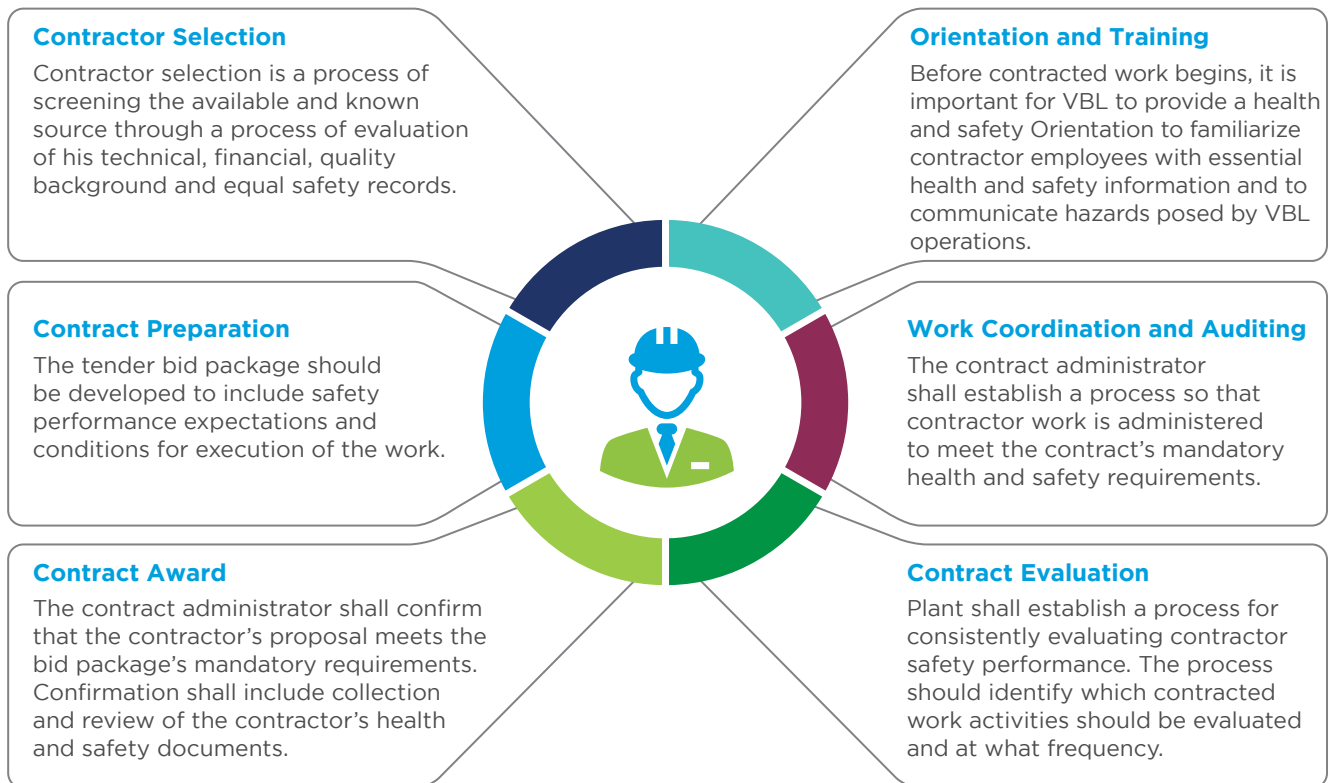 Contractor Selection
Contractor selection is a process of
screening the available and known
source through a process of evaluation
of his technical, financial, quality
background and equal safety records.
Contract Preparation
The tender bid package should
be developed to include safety
performance expectations and
conditions for execution of the work.
Contract Award
The contract administrator shall confirm
that the contractor's proposal meets the
bid package's mandatory requirements.
Confirmation shall include collection
and review of the contractor's health
and safety documents.
Orientation and Training
Before contracted work begins, it is
important for VBL to provide a health
and safety Orientation to familiarize
contractor employees with essential
health and safety information and to
communicate hazards posed by VBL
operations.
Work Coordination and Auditing
The contract administrator
shall establish a process so that
contractor work is administered
to meet the contract's mandatory
health and safety requirements.
Contract Evaluation
Plant shall establish a process for
consistently evaluating contractor
safety performance. The process
should identify which contracted
work activities should be evaluated
and at what frequency.